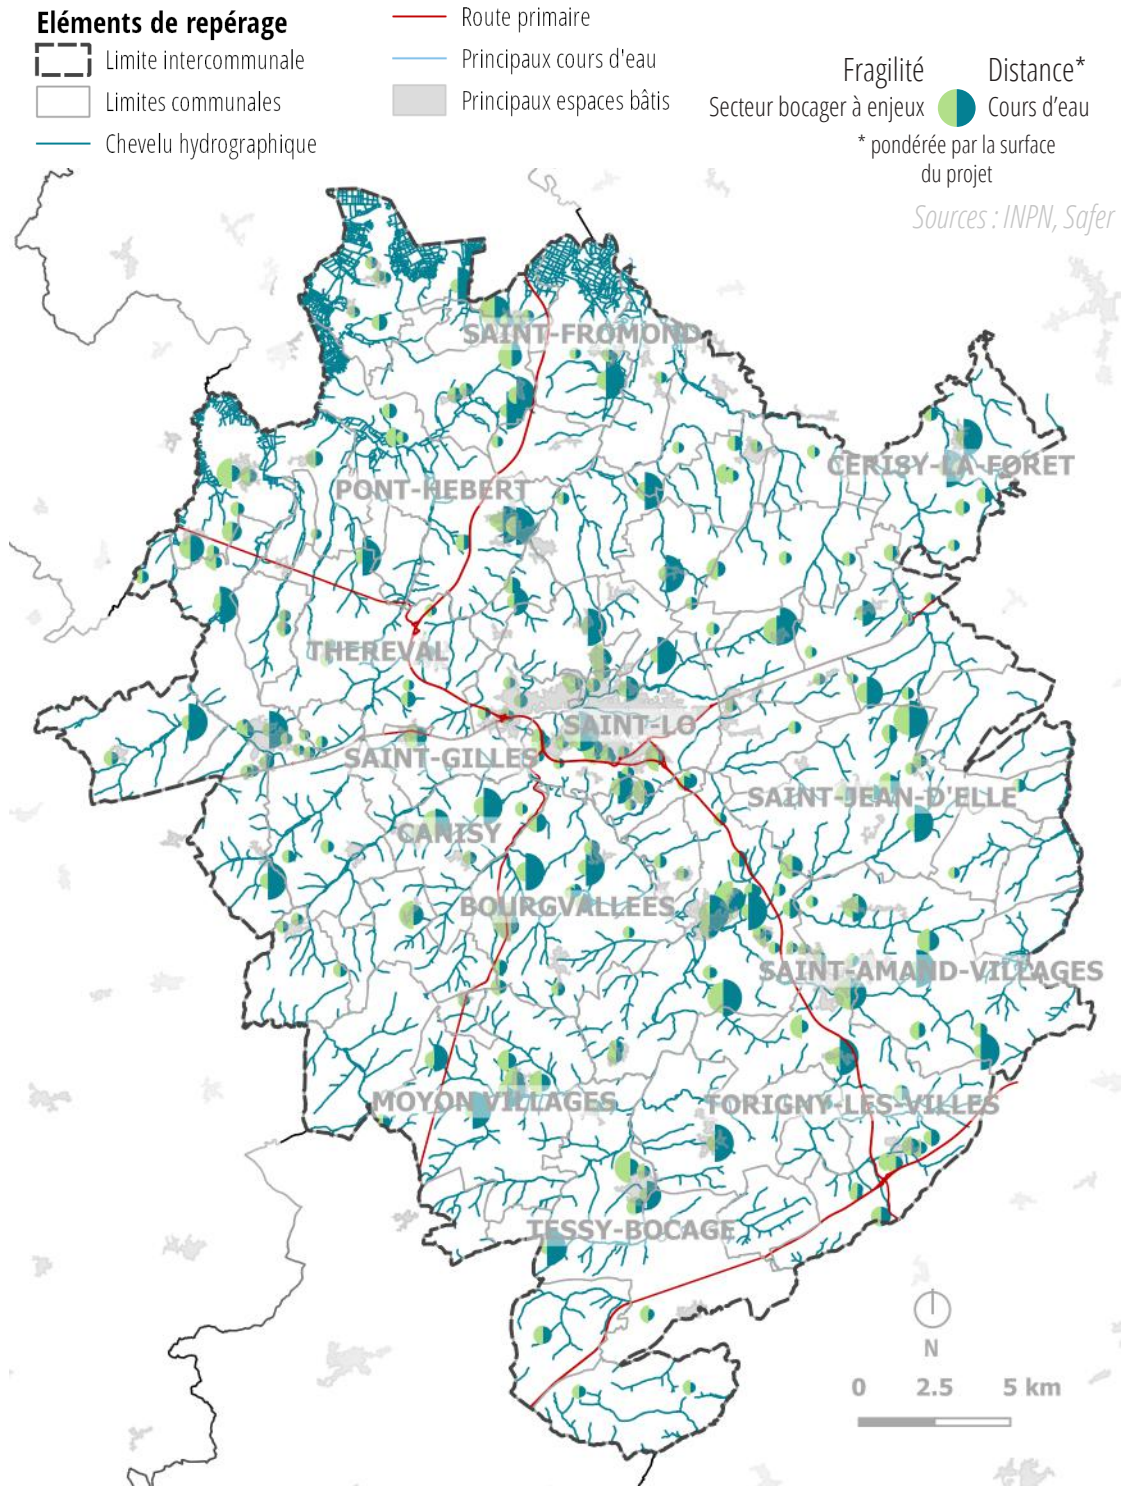 Eléments de repérage
Limite intercommunale
Limites communales
Chevelu hydrographique
Route primaire
Principaux cours d'eau
Principaux espaces bâtis
Fragilité
Distance*
Secteur bocager à enjeux
Cours d'eau
* pondérée par la surface
du projet
Sources : INPN, Safer
SAINT-FROMOND
CERISY-LA-FORET
PONT-HEBERT
THEREVAL
SAINT-LO
SAINT-GILLES
SAINT-JEAN-D'ELLE
CANISY
BOURGVALLEES
SAINT-AMAND-VILLAGES
MOYON VILLAGES
TORIGNY-LES-VILLES
TESSY-BOCAGE
N
0 2.5 5 km